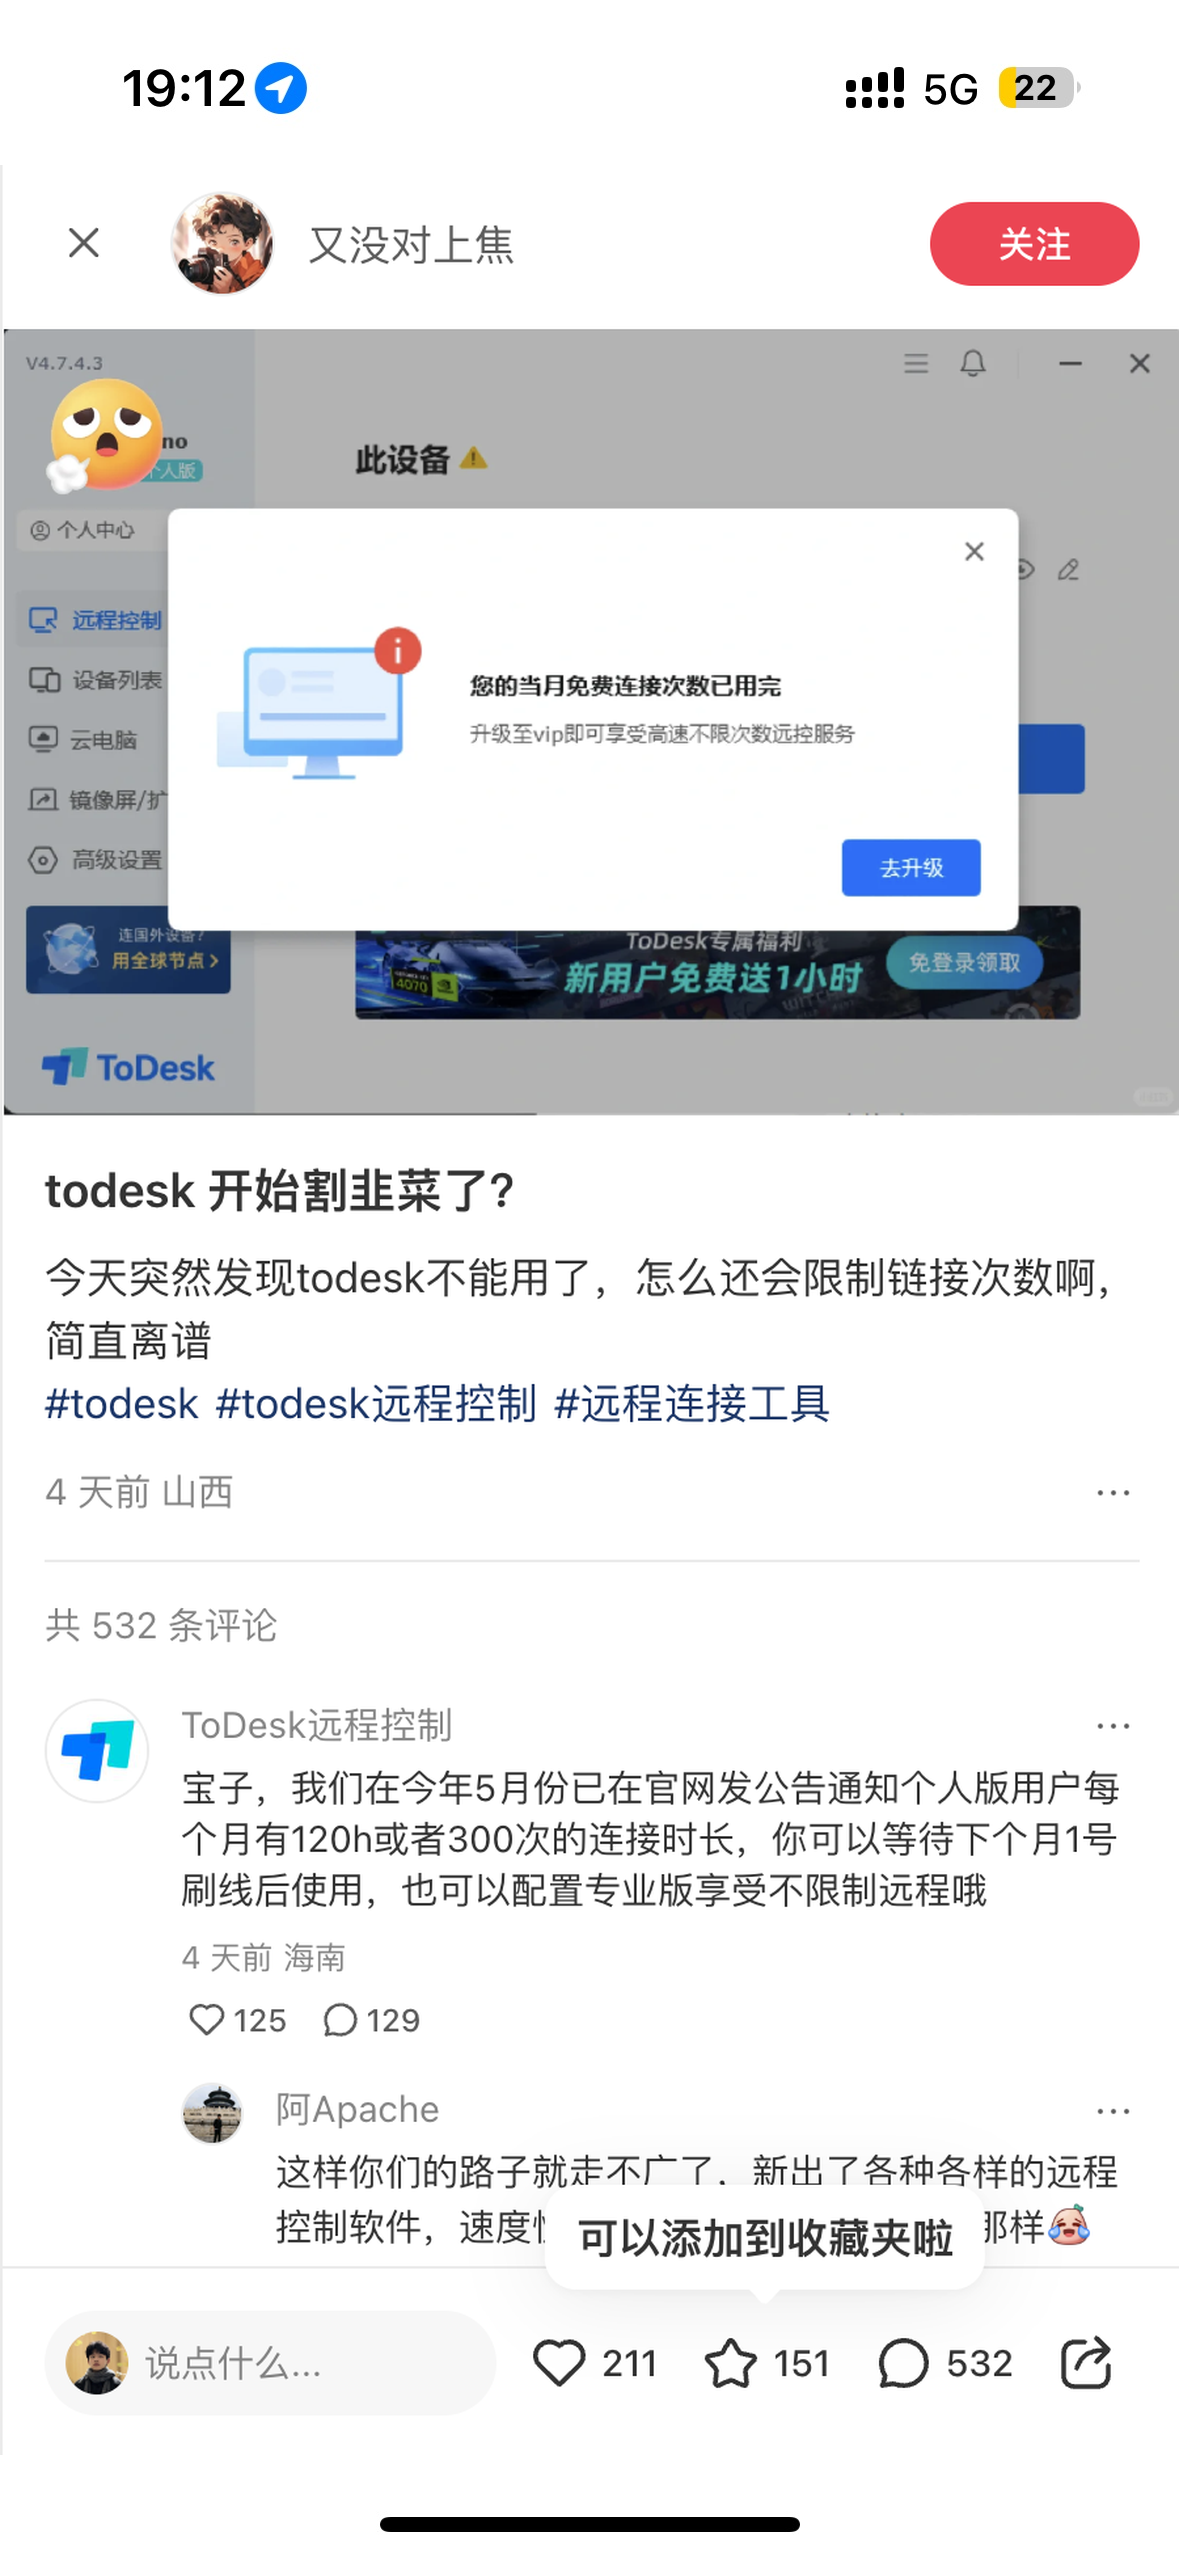 19:12
5G 22
又没对上焦
关注
V4.7.4.3
no
个人版
此设备
个人中心
远程控制
设备列表
云电脑
镜像屏/扩
高级设置
您的当月免费连接次数已用完
升级至vip即可享受高速不限次数远控服务
去升级
连国外设备?
用全球节点 >
ToDesk专属福利
新用户免费送1小时
免登录领取
4070
ToDesk
todesk 开始割韭菜了?
今天突然发现todesk不能用了，怎么还会限制链接次数啊，
简直离谱
#todesk #todesk远程控制 #远程连接工具
4 天前 山西
共 532 条评论
ToDesk远程控制
宝子，我们在今年5月份已在官网发公告通知个人版用户每
个月有120h或者300次的连接时长，你可以等待下个月1号
刷线后使用，也可以配置专业版享受不限制远程哦
4 天前 海南
125 129
阿Apache
这样你们的路子就走不广了，新出了各种各样的远程
控制软件，速度 那样
可以添加到收藏夹啦
说点什么...
211 151 532